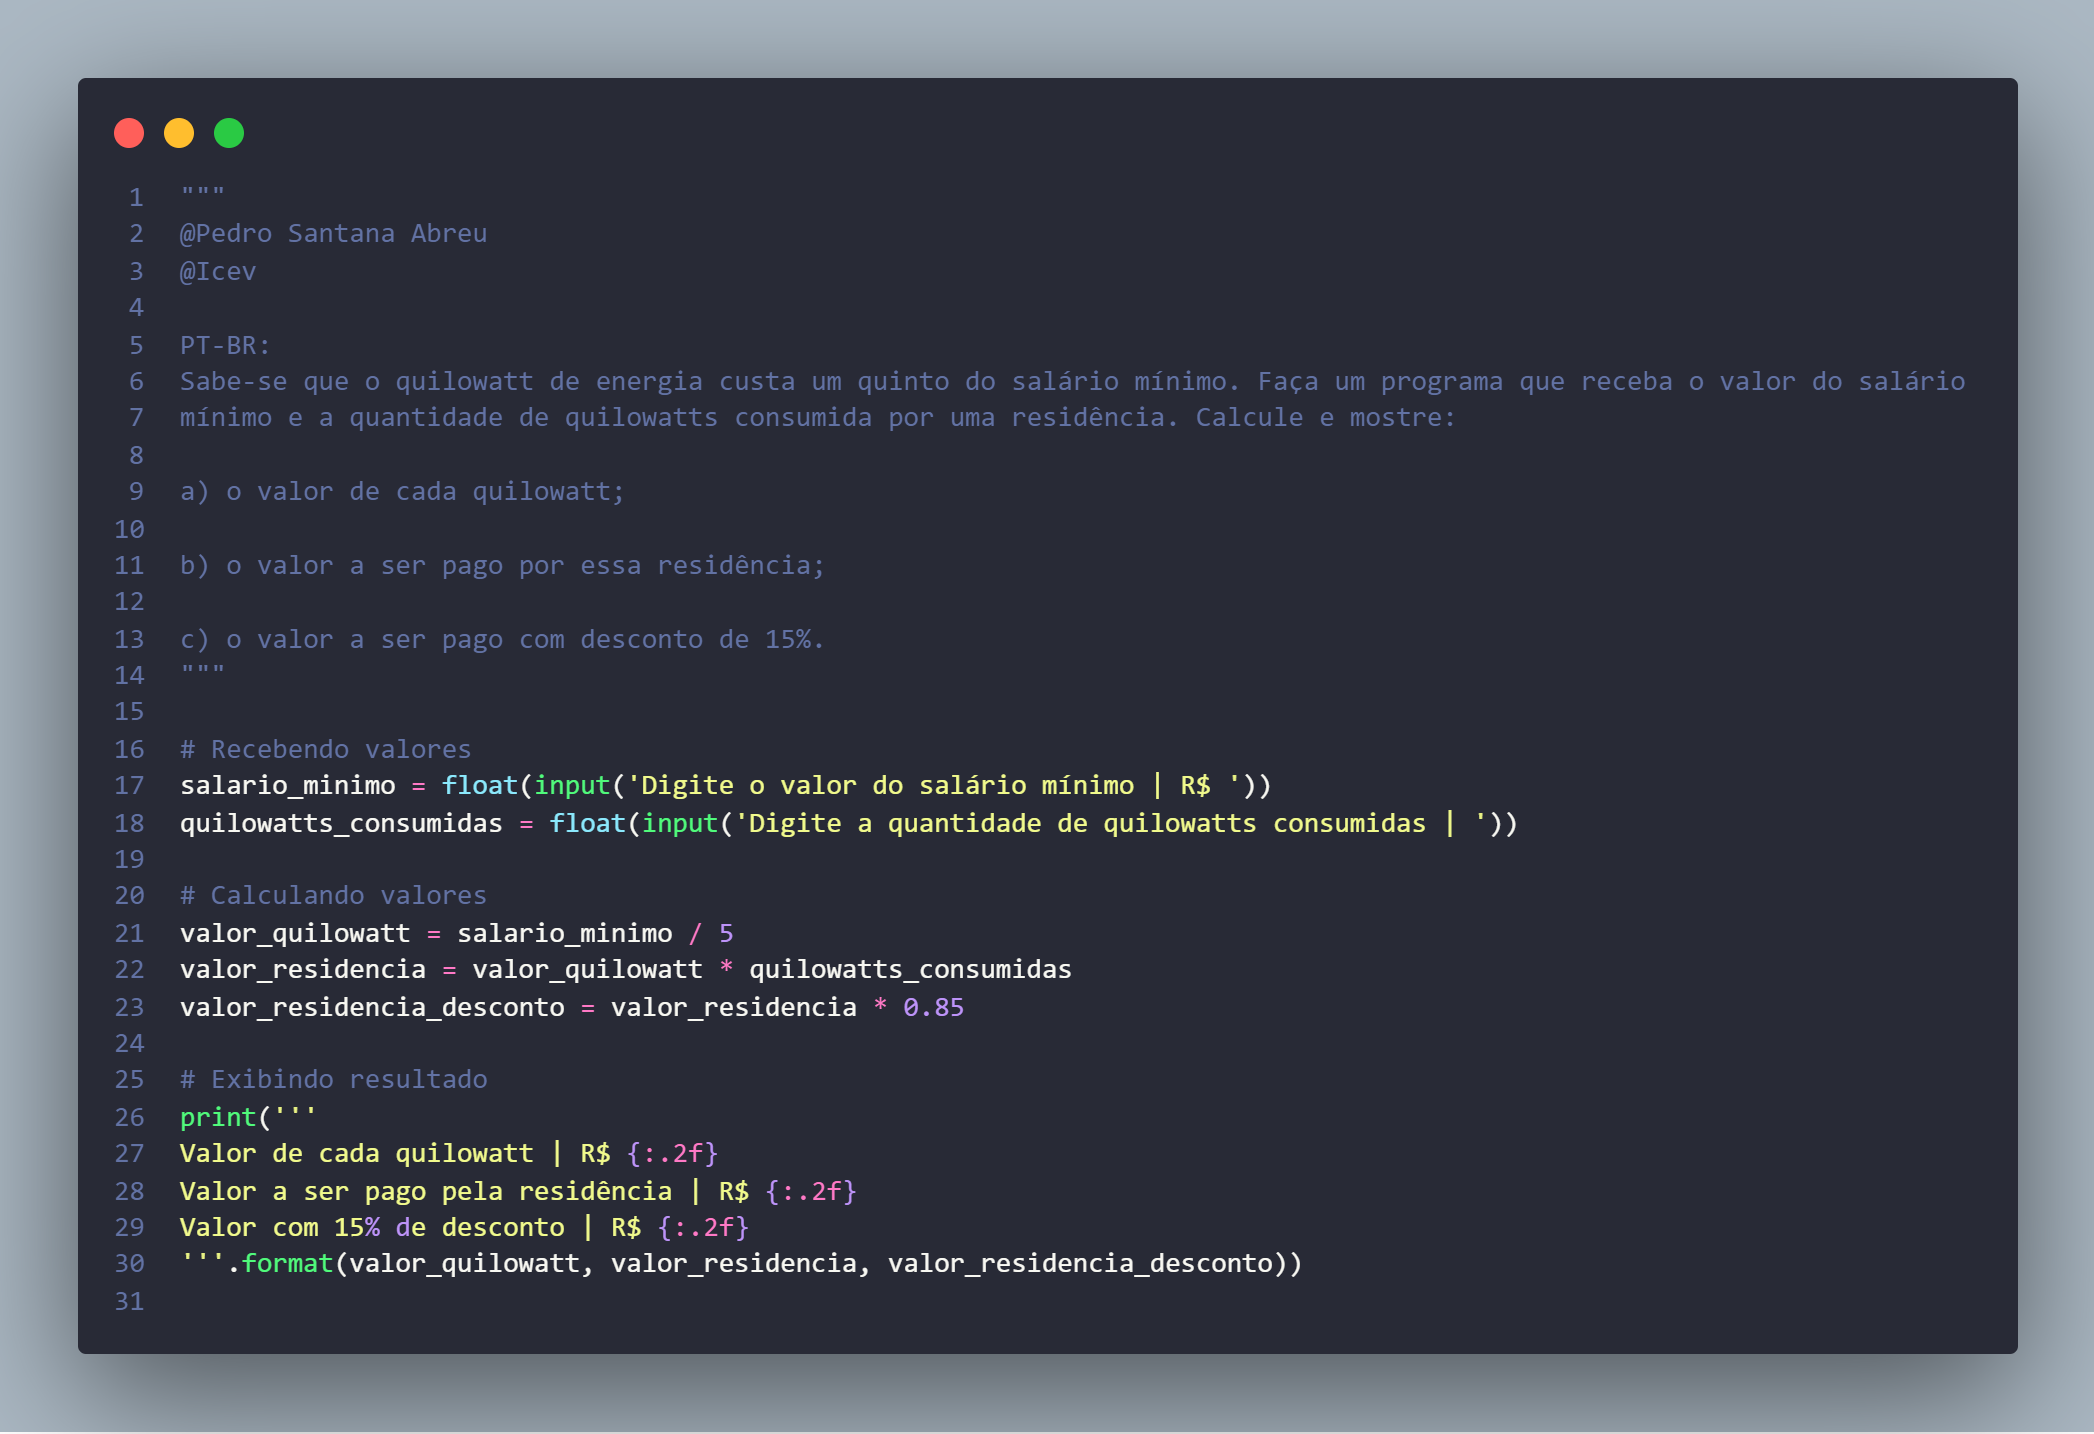 1 """
2 @Pedro Santana Abreu
3 @Icev
4
5 PT-BR:
6 Sabe-se que o quilowatt de energia custa um quinto do salário mínimo. Faça um programa que receba o valor do salário
7 mínimo e a quantidade de quilowatts consumida por uma residência. Calcule e mostre:
8
9 a) o valor de cada quilowatt;
10
11 b) o valor a ser pago por essa residência;
12
13 c) o valor a ser pago com desconto de 15%.
14 """
15
16 # Recebendo valores
17 salario_minimo = float(input('Digite o valor do salário mínimo | R$ '))
18 quilowatts_consumidas = float(input('Digite a quantidade de quilowatts consumidas | '))
19
20 # Calculando valores
21 valor_quilowatt = salario_minimo / 5
22 valor_residencia = valor_quilowatt * quilowatts_consumidas
23 valor_residencia_desconto = valor_residencia * 0.85
24
25 # Exibindo resultado
26 print('''
27 Valor de cada quilowatt | R$ {:.2f}
28 Valor a ser pago pela residência | R$ {:.2f}
29 Valor com 15% de desconto | R$ {:.2f}
30 '''.format(valor_quilowatt, valor_residencia, valor_residencia_desconto))
31